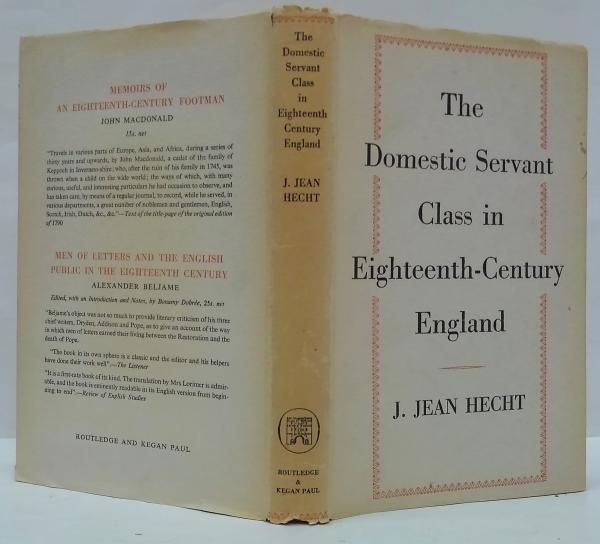 MEMOIRS OF
AN EIGHTEENTH-CENTURY FOOTMAN
JOHN MACDONALD
15s. net
"Travels in various parts of Europe, Asia, and Africa, during a series of
thirty years and upwards, by John Macdonald, a cadet of the family of
Keppoch in Inverness-shire; who, after the ruin of his family in 1745, was
thrown when a child on the wide world; the ways of which, with many
curious, useful, and interesting particulars he had occasion to observe, and
has taken care, by means of a regular journal, to record, while he served, in
various departments, a great number of noblemen and gentlemen, English,
Scotch, Irish, Dutch, &c., &c."—Text of the title-page of the original edition
of 1790
MEN OF LETTERS AND THE ENGLISH
PUBLIC IN THE EIGHTEENTH CENTURY
ALEXANDER BELJAME
Edited, with an Introduction and Notes, by Bonamy Dobrée, 25s. net
"Beljame's object was not so much to provide literary criticism of his three
chief writers, Dryden, Addison and Pope, as to give an account of the way
in which men of letters earned their living between the Restoration and the
death of Pope.
"The book in its own sphere is a classic and the editor and his helpers
have done their work well".—The Listener
"It is a first-rate book of its kind. The translation by Mrs Lorimer is admir-
able, and the book is eminently readable in its English version from begin-
ning to end".—Review of English Studies
ROUTLEDGE AND KEGAN PAUL
The
Domestic
Servant
Class
in
Eighteenth
Century
England
J. JEAN
HECHT
ROUTLEDGE
&
KEGAN PAUL
The
Domestic Servant
Class in
Eighteenth-Century
England
J. JEAN HECHT